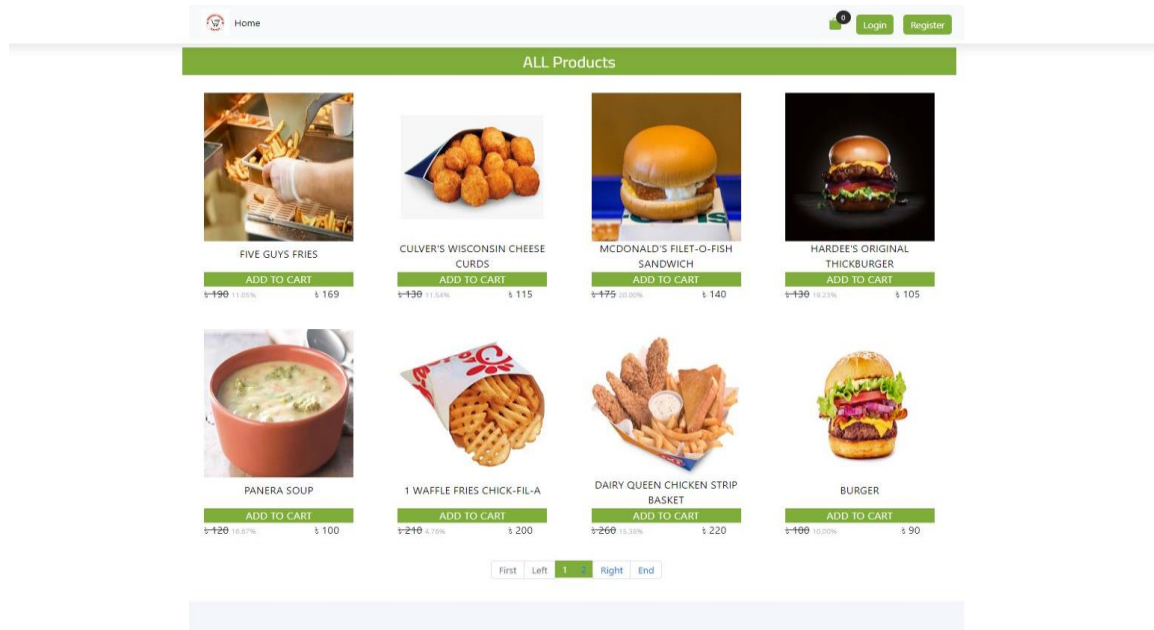 Home
0
Login
Register
ALL Products
FIVE GUYS FRIES
CULVER'S WISCONSIN CHEESE
CURDS
MCDONALD'S FILET-O-FISH
SANDWICH
HARDEE'S ORIGINAL
THICKBURGER
ADD TO CART
ADD TO CART
ADD TO CART
ADD TO CART
৳ 190 11.05% ৳ 169
৳ 130 11.54% ৳ 115
৳ 175 20.00% ৳ 140
৳ 130 19.23% ৳ 105
PANERA SOUP
1 WAFFLE FRIES CHICK-FIL-A
DAIRY QUEEN CHICKEN STRIP
BASKET
BURGER
ADD TO CART
ADD TO CART
ADD TO CART
ADD TO CART
৳ 120 16.67% ৳ 100
৳ 210 4.76% ৳ 200
৳ 260 15.38% ৳ 220
৳ 100 10.00% ৳ 90
First Left 1 2 Right End